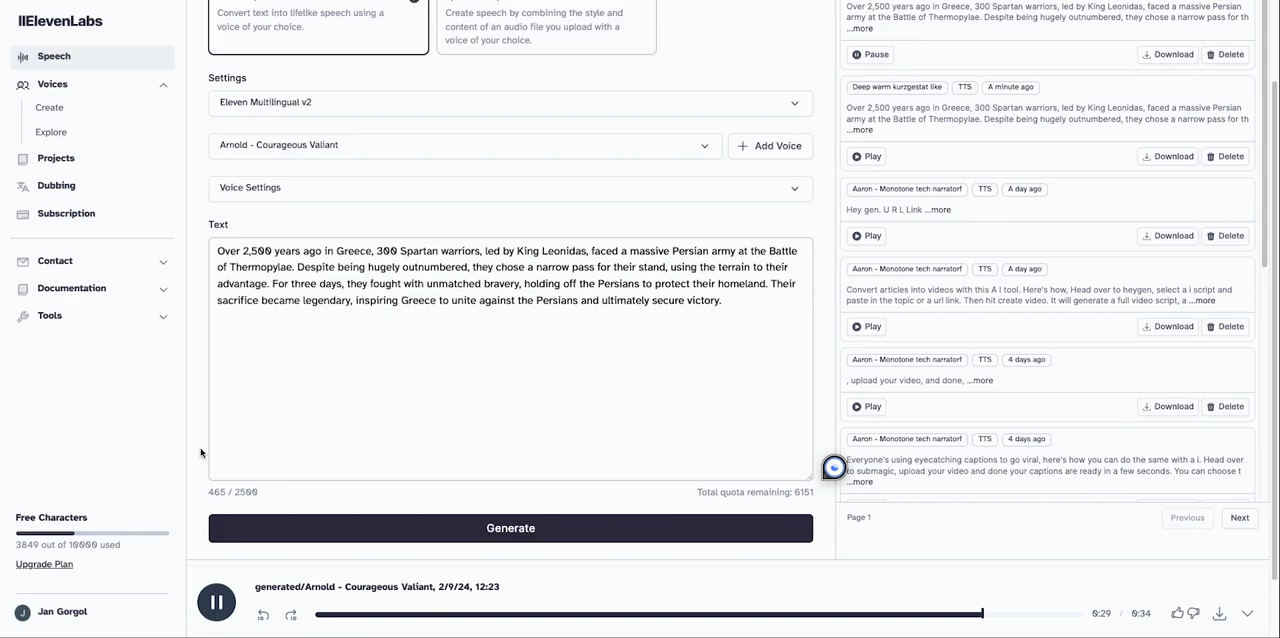 IIElevenLabs
Speech
Voices
Create
Explore
Projects
Dubbing
Subscription
Contact
Documentation
Tools
Free Characters
3849 out of 10000 used
Upgrade Plan
J
Jan Gorgol
Convert text into lifelike speech using a
voice of your choice.
Create speech by combining the style and
content of an audio file you upload with a
voice of your choice.
Settings
Eleven Multilingual v2
Arnold - Courageous Valiant
Add Voice
Voice Settings
Text
Over 2,500 years ago in Greece, 300 Spartan warriors, led by King Leonidas, faced a massive Persian army at the Battle
of Thermopylae. Despite being hugely outnumbered, they chose a narrow pass for their stand, using the terrain to their
advantage. For three days, they fought with unmatched bravery, holding off the Persians to protect their homeland. Their
sacrifice became legendary, inspiring Greece to unite against the Persians and ultimately secure victory.
465 / 2500
Total quota remaining: 6151
Generate
Over 2,500 years ago in Greece, 300 Spartan warriors, led by King Leonidas, faced a massive Persian
army at the Battle of Thermopylae. Despite being hugely outnumbered, they chose a narrow pass for th
...more
Pause Download Delete
Deep warm kurzgestat like TTS A minute ago
Over 2,500 years ago in Greece, 300 Spartan warriors, led by King Leonidas, faced a massive Persian
army at the Battle of Thermopylae. Despite being hugely outnumbered, they chose a narrow pass for th
...more
Play Download Delete
Aaron - Monotone tech narratorf TTS A day ago
Hey gen. U R L Link ...more
Play Download Delete
Aaron - Monotone tech narratorf TTS A day ago
Convert articles into videos with this A I tool. Here's how, Head over to heygen, select a i script and
paste in the topic or a url link. Then hit create video. It will generate a full video script, a ...more
Play Download Delete
Aaron - Monotone tech narratorf TTS 4 days ago
, upload your video, and done, ...more
Play Download Delete
Aaron - Monotone tech narratorf TTS 4 days ago
Everyone's using eyecatching captions to go viral, here's how you can do the same with a i. Head over
to submagic, upload your video and done your captions are ready in a few seconds. You can choose t
...more
Page 1
Previous
Next
generated/Arnold - Courageous Valiant, 2/9/24, 12:23
0:29 / 0:34